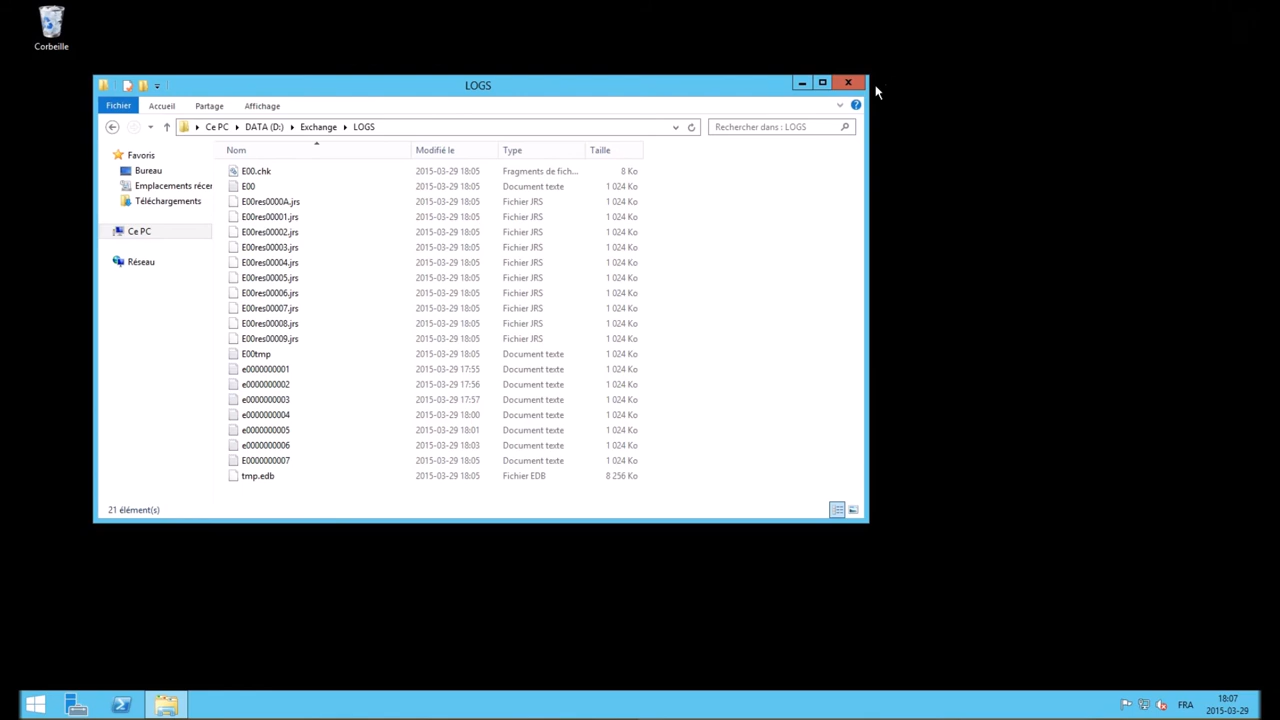 Corbeille
LOGS
Fichier Accueil Partage Affichage
Ce PC DATA (D:) Exchange LOGS Rechercher dans : LOGS
Nom Modifié le Type Taille
Favoris
Bureau
Emplacements récer
Téléchargements
Ce PC
Réseau
E00.chk 2015-03-29 18:05 Fragments de fich... 8 Ko
E00 2015-03-29 18:05 Document texte 1 024 Ko
E00res0000A.jrs 2015-03-29 18:05 Fichier JRS 1 024 Ko
E00res00001.jrs 2015-03-29 18:05 Fichier JRS 1 024 Ko
E00res00002.jrs 2015-03-29 18:05 Fichier JRS 1 024 Ko
E00res00003.jrs 2015-03-29 18:05 Fichier JRS 1 024 Ko
E00res00004.jrs 2015-03-29 18:05 Fichier JRS 1 024 Ko
E00res00005.jrs 2015-03-29 18:05 Fichier JRS 1 024 Ko
E00res00006.jrs 2015-03-29 18:05 Fichier JRS 1 024 Ko
E00res00007.jrs 2015-03-29 18:05 Fichier JRS 1 024 Ko
E00res00008.jrs 2015-03-29 18:05 Fichier JRS 1 024 Ko
E00res00009.jrs 2015-03-29 18:05 Fichier JRS 1 024 Ko
E00tmp 2015-03-29 18:05 Document texte 1 024 Ko
e0000000001 2015-03-29 17:55 Document texte 1 024 Ko
e0000000002 2015-03-29 17:56 Document texte 1 024 Ko
e0000000003 2015-03-29 17:57 Document texte 1 024 Ko
e0000000004 2015-03-29 18:00 Document texte 1 024 Ko
e0000000005 2015-03-29 18:01 Document texte 1 024 Ko
e0000000006 2015-03-29 18:03 Document texte 1 024 Ko
E0000000007 2015-03-29 18:05 Document texte 1 024 Ko
tmp.edb 2015-03-29 18:05 Fichier EDB 8 256 Ko
21 élément(s)
FRA
18:07
2015-03-29